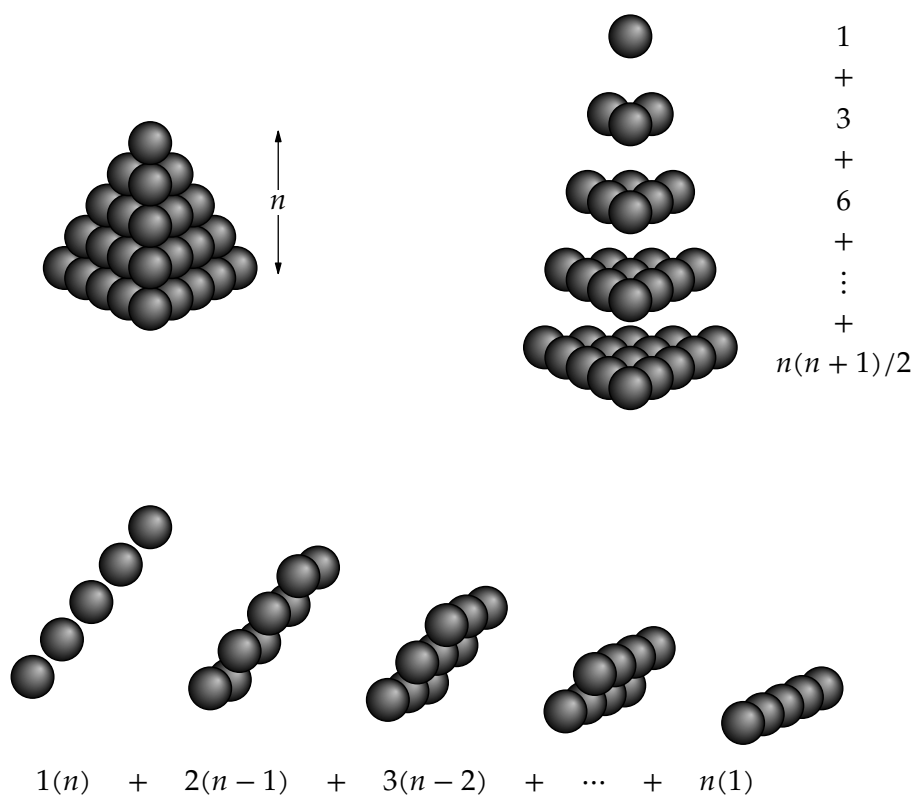 n
1
+
3
+
6
+
⋮
+
n(n + 1)/2
1(n) + 2(n − 1) + 3(n − 2) + ⋯ + n(1)